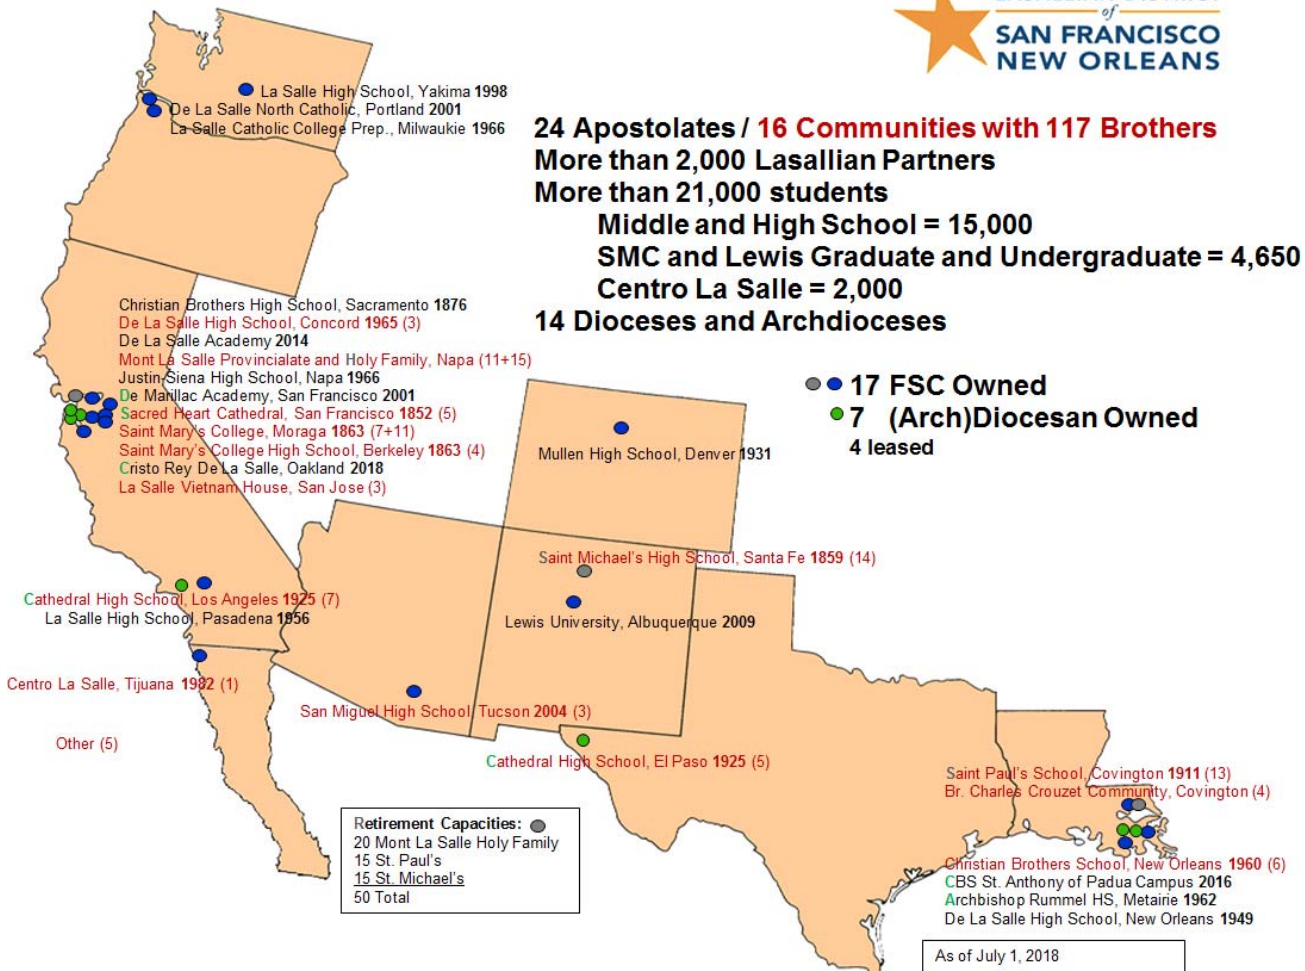 of
SAN FRANCISCO
NEW ORLEANS
La Salle High School, Yakima 1998
De La Salle North Catholic, Portland 2001
La Salle Catholic College Prep., Milwaukie 1966
24 Apostolates / 16 Communities with 117 Brothers
More than 2,000 Lasallian Partners
More than 21,000 students
Middle and High School = 15,000
SMC and Lewis Graduate and Undergraduate = 4,650
Centro La Salle = 2,000
14 Dioceses and Archdioceses
Christian Brothers High School, Sacramento 1876
De La Salle High School, Concord 1965 (3)
De La Salle Academy 2014
Mont La Salle Provincialate and Holy Family, Napa (11+15)
Justin-Siena High School, Napa 1966
De Marillac Academy, San Francisco 2001
Sacred Heart Cathedral, San Francisco 1852 (5)
Saint Mary's College, Moraga 1863 (7+11)
Saint Mary's College High School, Berkeley 1863 (4)
Cristo Rey De La Salle, Oakland 2018
La Salle Vietnam House, San Jose (3)
17 FSC Owned
7 (Arch)Diocesan Owned
4 leased
Mullen High School, Denver 1931
Saint Michael's High School, Santa Fe 1859 (14)
Lewis University, Albuquerque 2009
Cathedral High School, Los Angeles 1925 (7)
La Salle High School, Pasadena 1956
Centro La Salle, Tijuana 1982 (1)
San Miguel High School, Tucson 2004 (3)
Other (5)
Cathedral High School, El Paso 1925 (5)
Saint Paul's School, Covington 1911 (13)
Br. Charles Crouzet Community, Covington (4)
Retirement Capacities:
20 Mont La Salle Holy Family
15 St. Paul's
15 St. Michael's
50 Total
Christian Brothers School, New Orleans 1960 (6)
CBS St. Anthony of Padua Campus 2016
Archbishop Rummel HS, Metairie 1962
De La Salle High School, New Orleans 1949
As of July 1, 2018